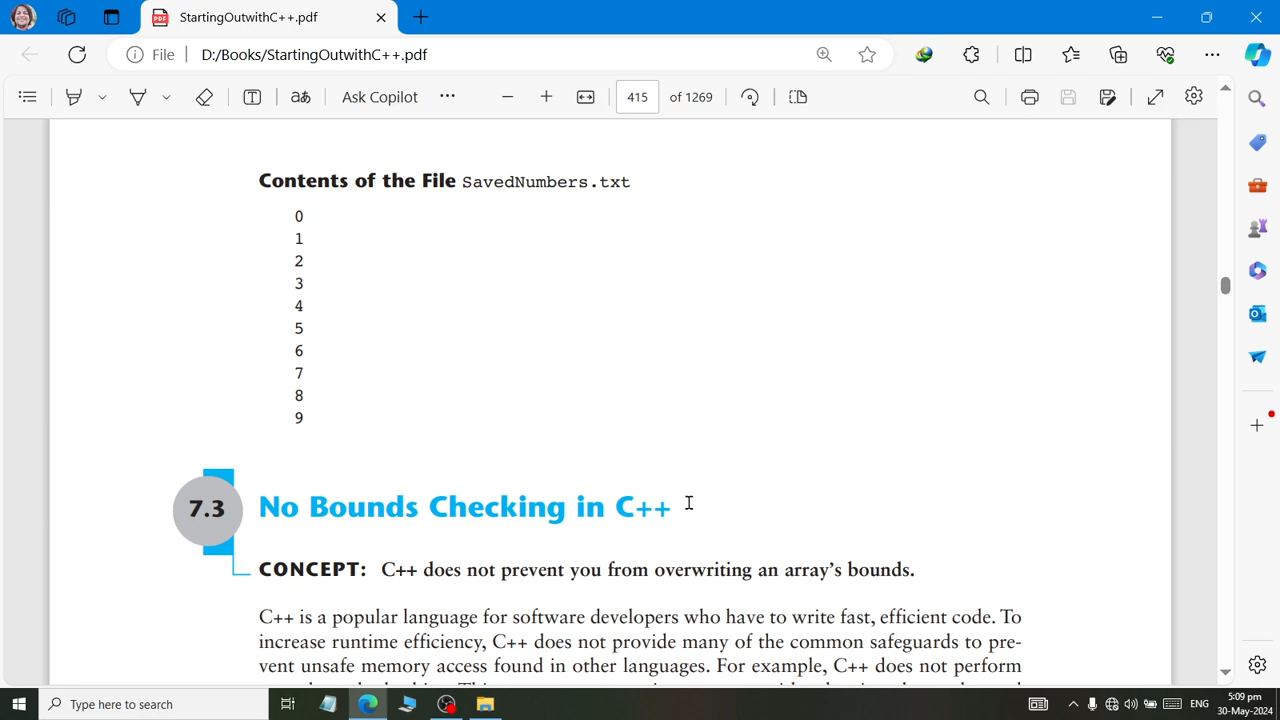 StartingOutwithC++.pdf
File
D:/Books/StartingOutwithC++.pdf
Ask Copilot
415
of 1269
Contents of the File SavedNumbers.txt
0
1
2
3
4
5
6
7
8
9
7.3
No Bounds Checking in C++
CONCEPT: C++ does not prevent you from overwriting an array's bounds.
C++ is a popular language for software developers who have to write fast, efficient code. To
increase runtime efficiency, C++ does not provide many of the common safeguards to pre-
vent unsafe memory access found in other languages. For example, C++ does not perform
Type here to search
ENG
5:09 pm
30-May-2024